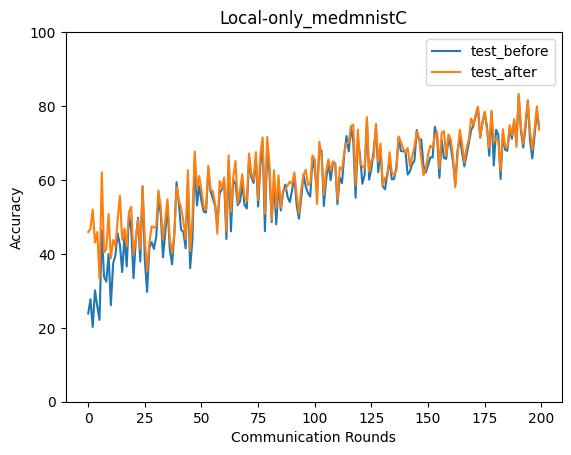 Local-only_medmnistC
test_before
test_after
Accuracy
100
80
60
40
20
0
0 25 50 75 100 125 150 175 200
Communication Rounds